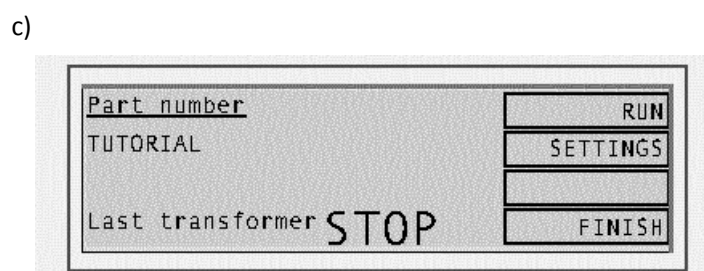 c)
Part number
RUN
TUTORIAL
SETTINGS
Last transformer STOP
FINISH